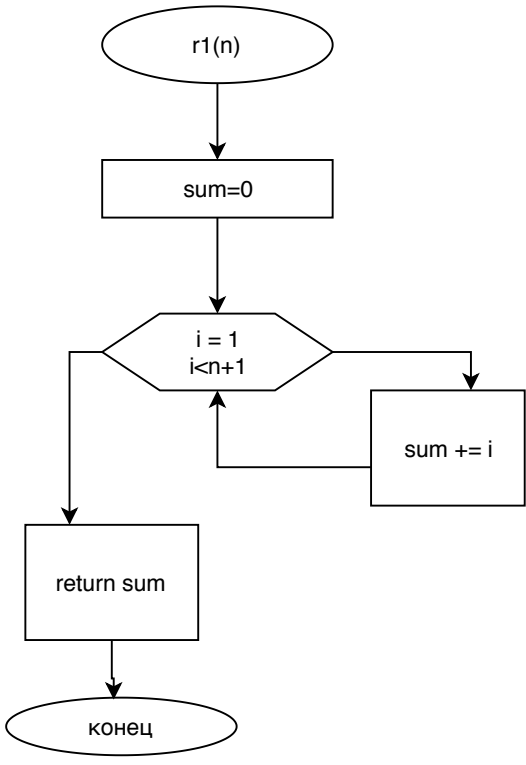 r1(n)
sum=0
i = 1
i<n+1
sum += i
return sum
конец